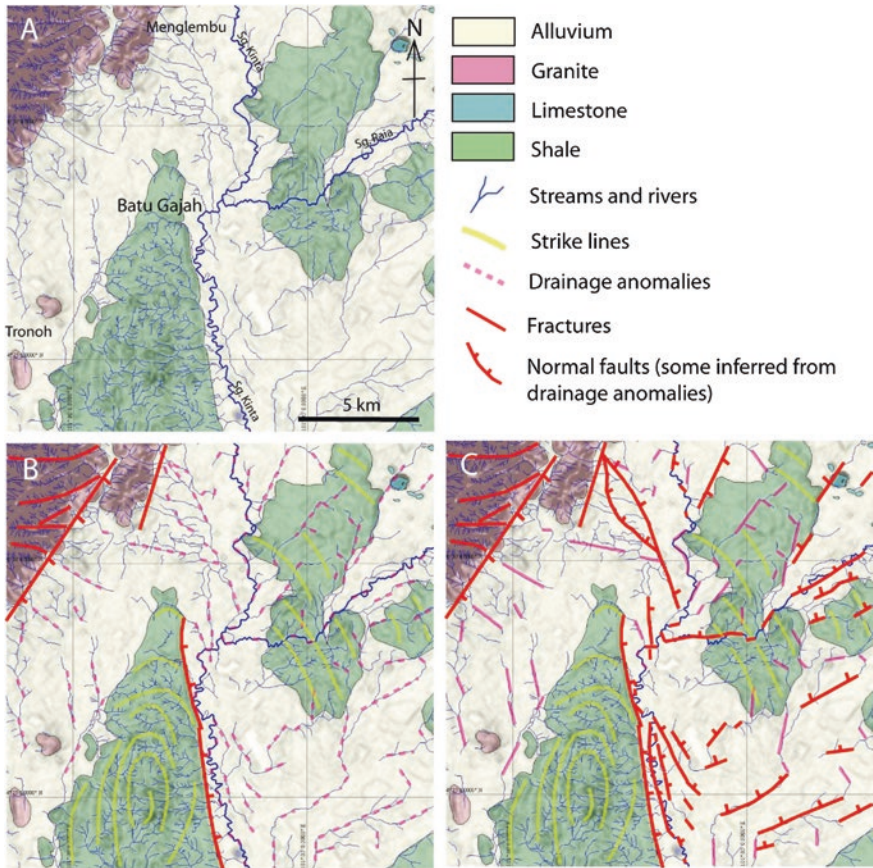 A
Menglembu
Sg.Kinta
N
Sg.Raia
Batu Gajah
Tronoh
Sg.Kinta
5 km
Alluvium
Granite
Limestone
Shale
Streams and rivers
Strike lines
Drainage anomalies
Fractures
Normal faults (some inferred from
drainage anomalies)
B
C